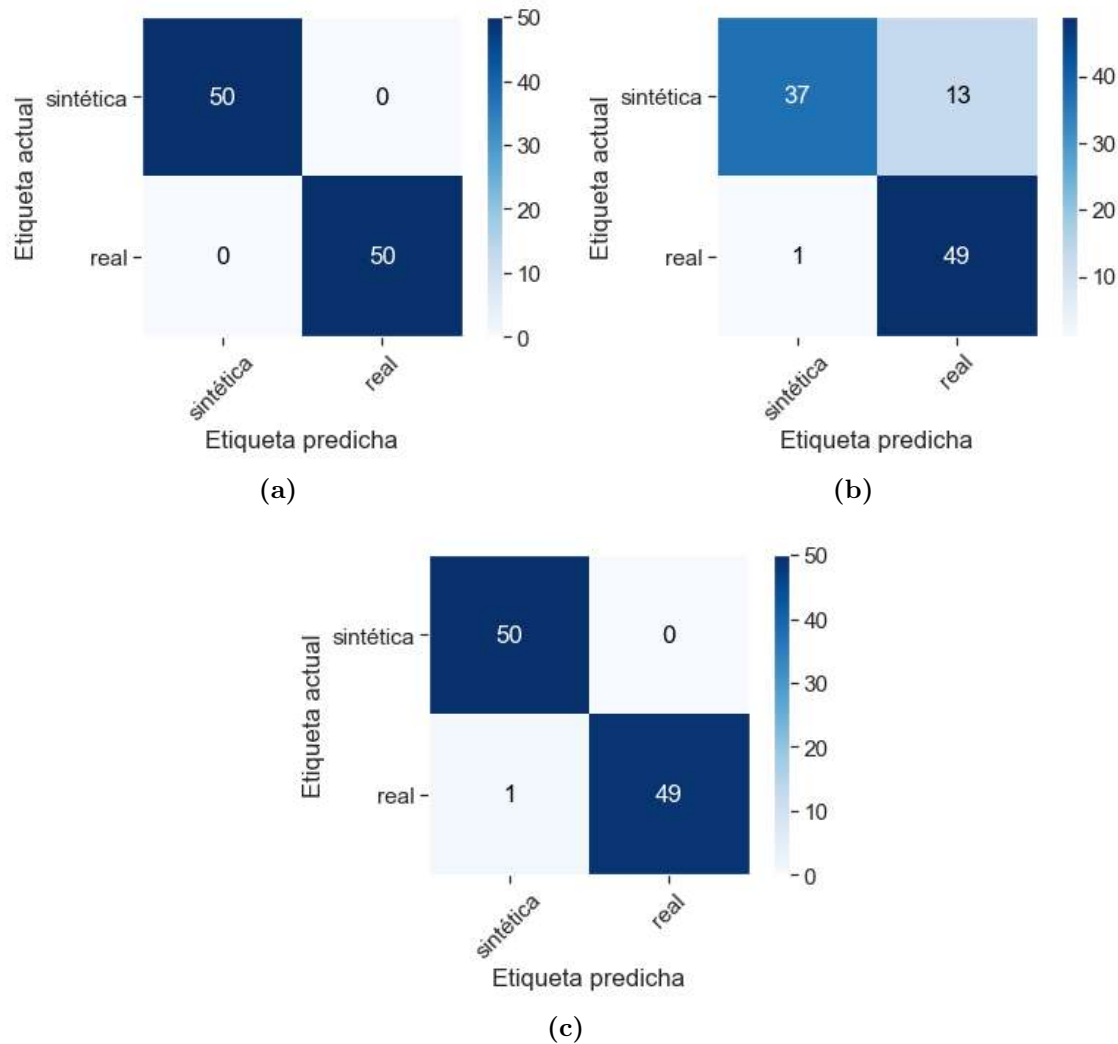 50
40
30
20
10
0
sintética
real
50 0
0 50
sintética real
Etiqueta actual
Etiqueta predicha
(a)
40
30
20
10
sintética
real
37 13
1 49
sintética real
Etiqueta actual
Etiqueta predicha
(b)
50
40
30
20
10
0
sintética
real
50 0
1 49
sintética real
Etiqueta actual
Etiqueta predicha
(c)